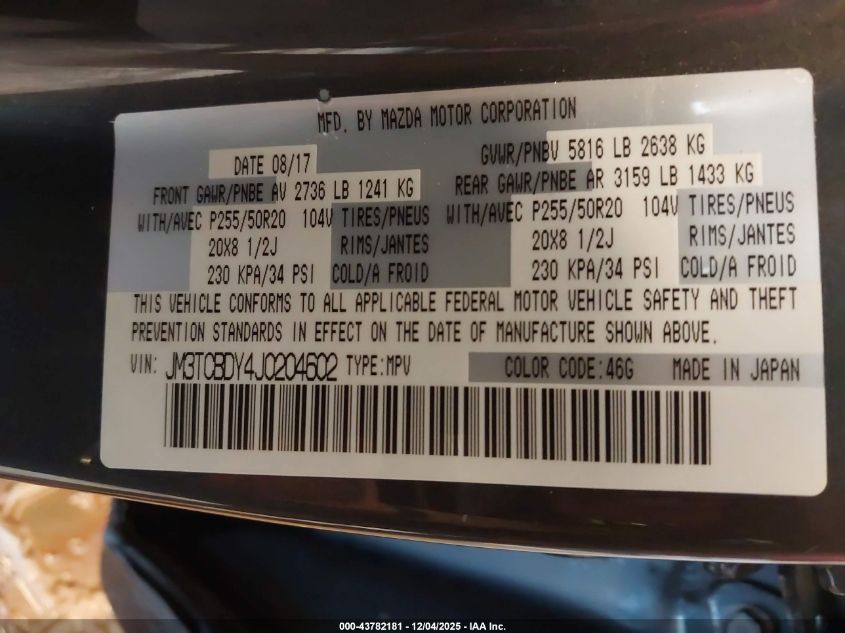 MFD. BY MAZDA MOTOR CORPORATION
DATE 08/17 GVWR/PNBV 5816 LB 2638 KG
FRONT GAWR/PNBE AV 2736 LB 1241 KG REAR GAWR/PNBE AR 3159 LB 1433 KG
WITH/AVEC P255/50R20 104V TIRES/PNEUS WITH/AVEC P255/50R20 104V TIRES/PNEUS
20X8 1/2J RIMS/JANTES 20X8 1/2J RIMS/JANTES
230 KPA/34 PSI COLD/A FROID 230 KPA/34 PSI COLD/A FROID
THIS VEHICLE CONFORMS TO ALL APPLICABLE FEDERAL MOTOR VEHICLE SAFETY AND THEFT
PREVENTION STANDARDS IN EFFECT ON THE DATE OF MANUFACTURE SHOWN ABOVE.
VIN: JM3TCBDY4J0204602 TYPE:MPV COLOR CODE:46G MADE IN JAPAN
000-43782181 - 12/04/2025 - IAA Inc.